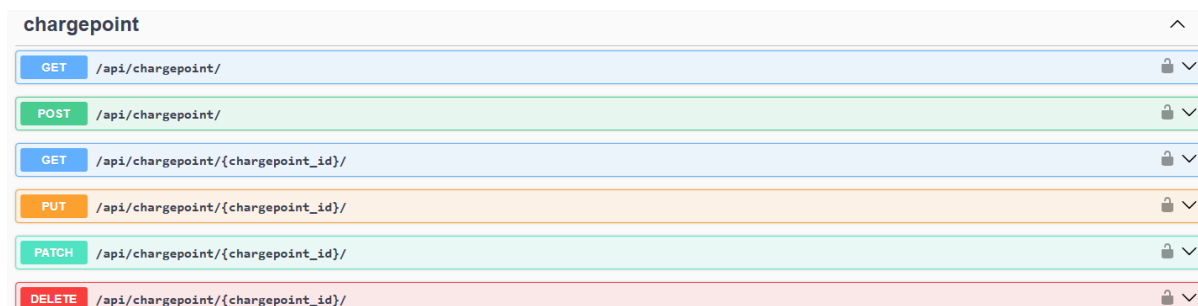 chargepoint
GET /api/chargepoint/
POST /api/chargepoint/
GET /api/chargepoint/{chargepoint_id}/
PUT /api/chargepoint/{chargepoint_id}/
PATCH /api/chargepoint/{chargepoint_id}/
DELETE /api/chargepoint/{chargepoint_id}/